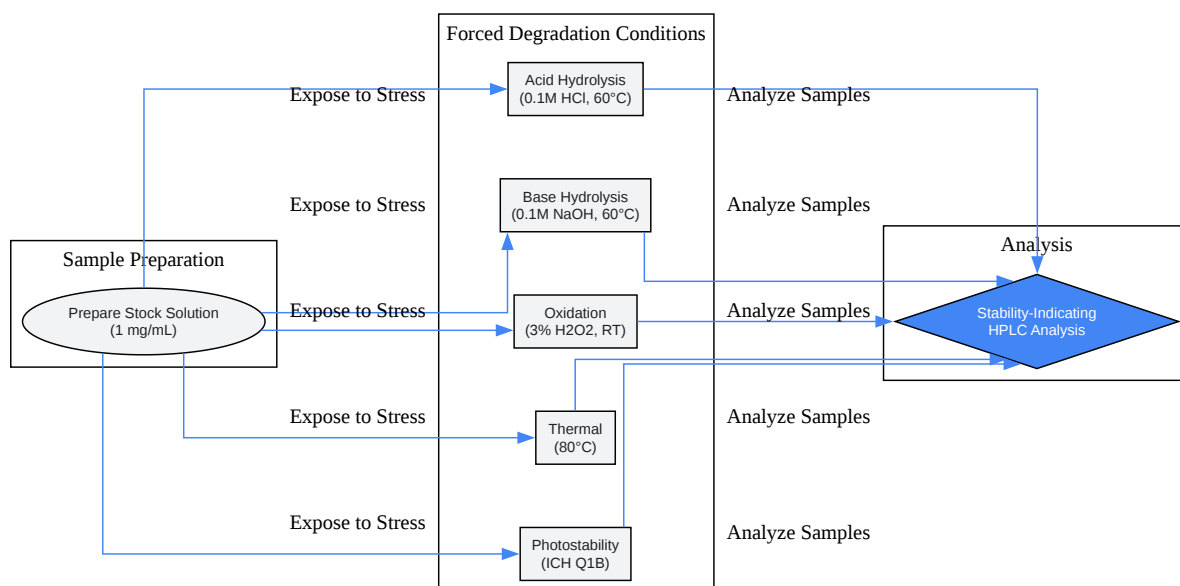 Forced Degradation Conditions
Acid Hydrolysis
(0.1M HCl, 60°C)
Expose to Stress
Analyze Samples
Base Hydrolysis
(0.1M NaOH, 60°C)
Expose to Stress
Analyze Samples
Sample Preparation
Analysis
Prepare Stock Solution
(1 mg/mL)
Expose to Stress
Oxidation
(3% H2O2, RT)
Analyze Samples
Stability-Indicating
HPLC Analysis
Expose to Stress
Thermal
(80°C)
Analyze Samples
Expose to Stress
Photostability
(ICH Q1B)
Analyze Samples